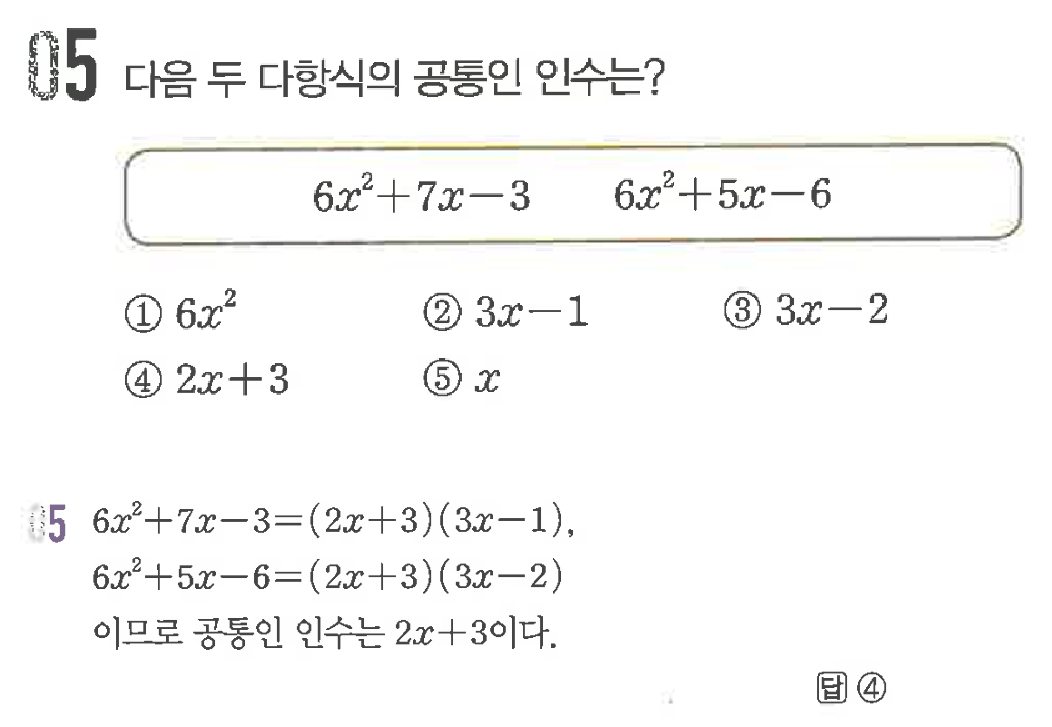 05 다음 두 다항식의 공통인 인수는?
6x²+7x−3 6x²+5x−6
① 6x² ② 3x−1 ③ 3x−2
④ 2x+3 ⑤ x
05 6x²+7x−3=(2x+3)(3x−1),
6x²+5x−6=(2x+3)(3x−2)
이므로 공통인 인수는 2x+3이다.
답 ④